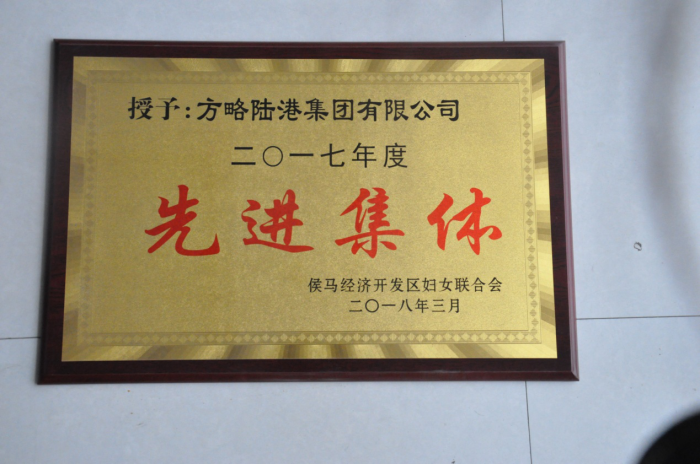 授予:方略陆港集团有限公司
二〇一七年度
先进集体
侯马经济开发区妇女联合会
二〇一八年三月